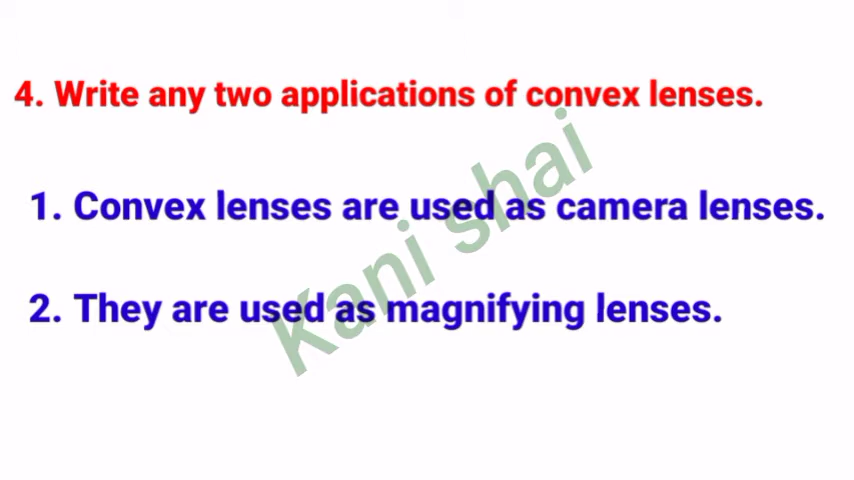 4. Write any two applications of convex lenses.
1. Convex lenses are used as camera lenses.
2. They are used as magnifying lenses.
Kani shai